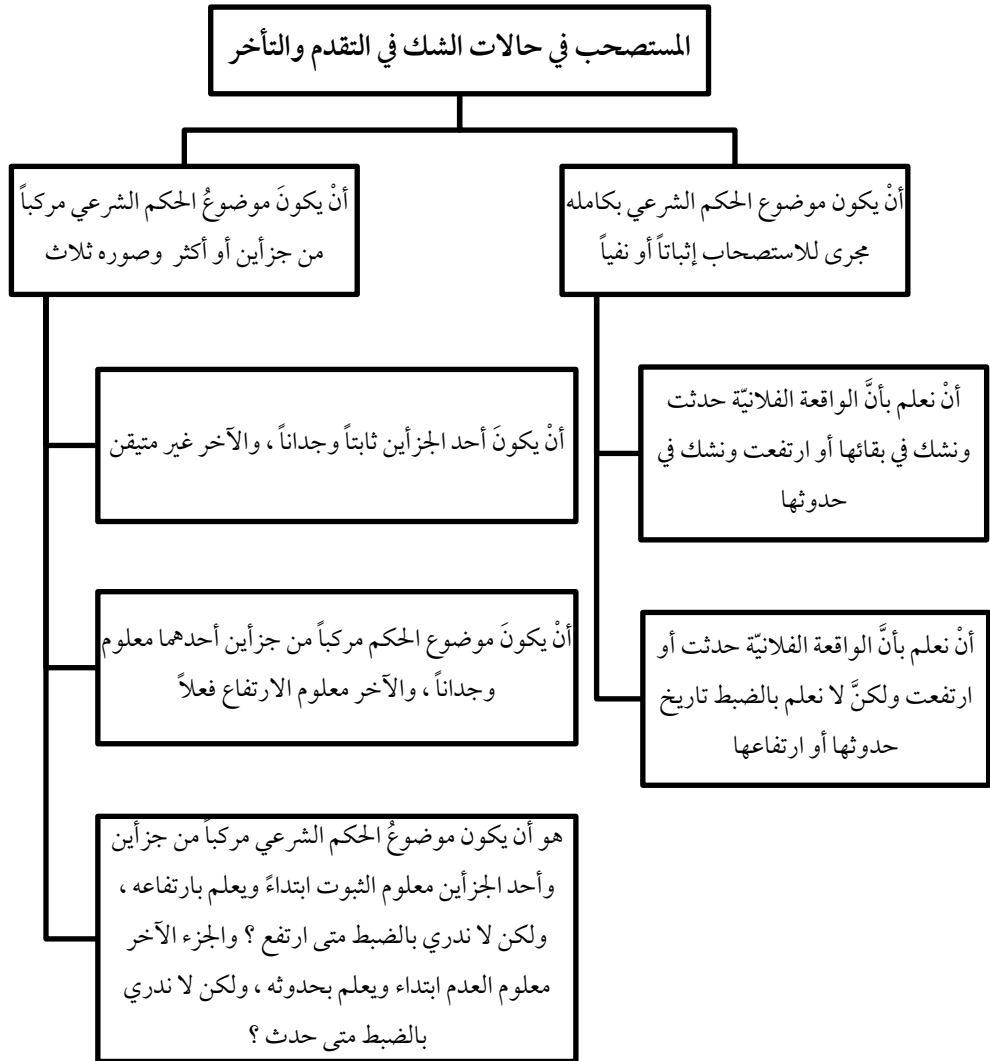 المستصحب في حالات الشك في التقدم والتأخر
أنْ يكون موضوع الحكم الشرعي بكامله
مجرى للاستصحاب إثباتاً أو نفياً
أنْ نعلم بأنَّ الواقعة الفلانيّة حدثت
ونشك في بقائها أو ارتفعت ونشك في
حدوثها
أنْ نعلم بأنَّ الواقعة الفلانيّة حدثت أو
ارتفعت ولكنَّ لا نعلم بالضبط تاريخ
حدوثها أو ارتفاعها
أنْ يكونَ موضوعُ الحكم الشرعي مركباً
من جزأين أو أكثر وصوره ثلاث
أنْ يكونَ أحد الجزأين ثابتاً وجداناً ، والآخر غير متيقن
أنْ يكونَ موضوع الحكم مركباً من جزأين أحدهما معلوم
وجداناً ، والآخر معلوم الارتفاع فعلاً
هو أن يكون موضوعُ الحكم الشرعي مركباً من جزأين
وأحد الجزأين معلوم الثبوت ابتداءً ويعلم بارتفاعه ،
ولكن لا ندري بالضبط متى ارتفع ؟ والجزء الآخر
معلوم العدم ابتداء ويعلم بحدوثه ، ولكن لا ندري
بالضبط متى حدث ؟